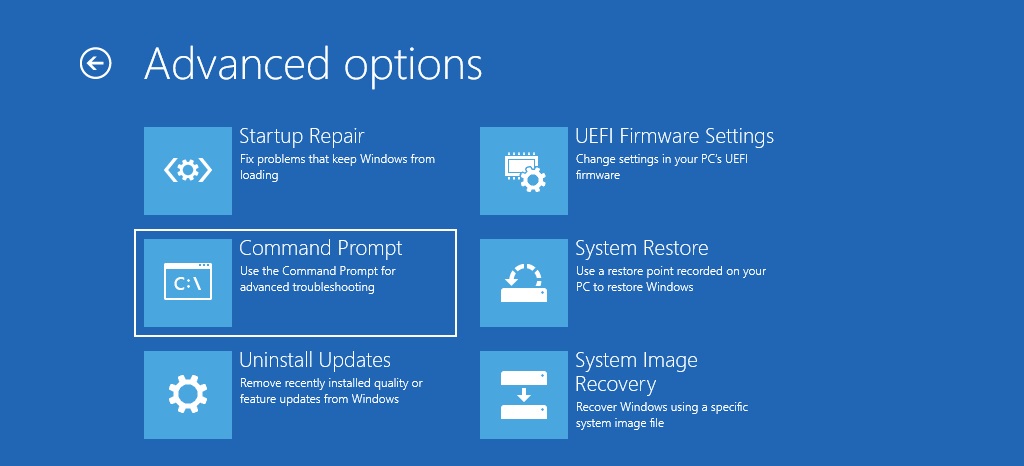 Advanced options
Startup Repair
Fix problems that keep Windows from
loading
UEFI Firmware Settings
Change settings in your PC's UEFI
firmware
C:\
Command Prompt
Use the Command Prompt for
advanced troubleshooting
System Restore
Use a restore point recorded on your
PC to restore Windows
Uninstall Updates
Remove recently installed quality or
feature updates from Windows
System Image
Recovery
Recover Windows using a specific
system image file